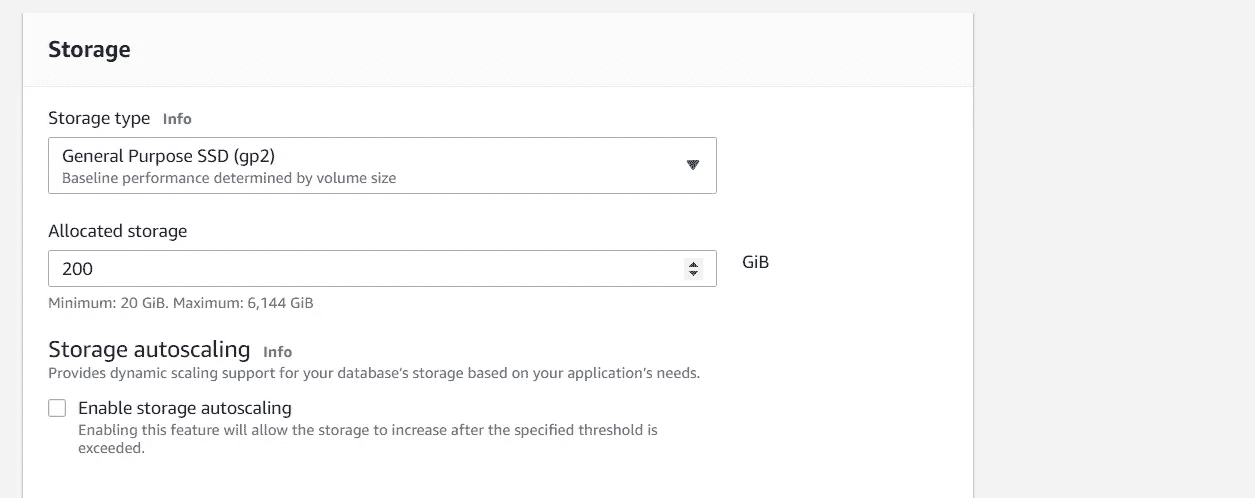 Storage
Storage type Info
General Purpose SSD (gp2)
Baseline performance determined by volume size
Allocated storage
200
GiB
Minimum: 20 GiB. Maximum: 6,144 GiB
Storage autoscaling Info
Provides dynamic scaling support for your database's storage based on your application's needs.
Enable storage autoscaling
Enabling this feature will allow the storage to increase after the specified threshold is
exceeded.